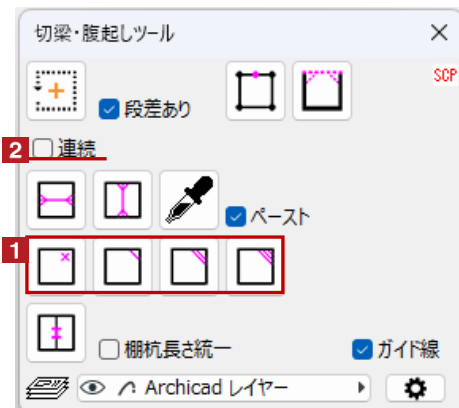 切梁・腹起しツール
SCP
段差あり
2 連続
ペースト
1
棚杭長さ統一 ガイド線
Archicad レイヤー